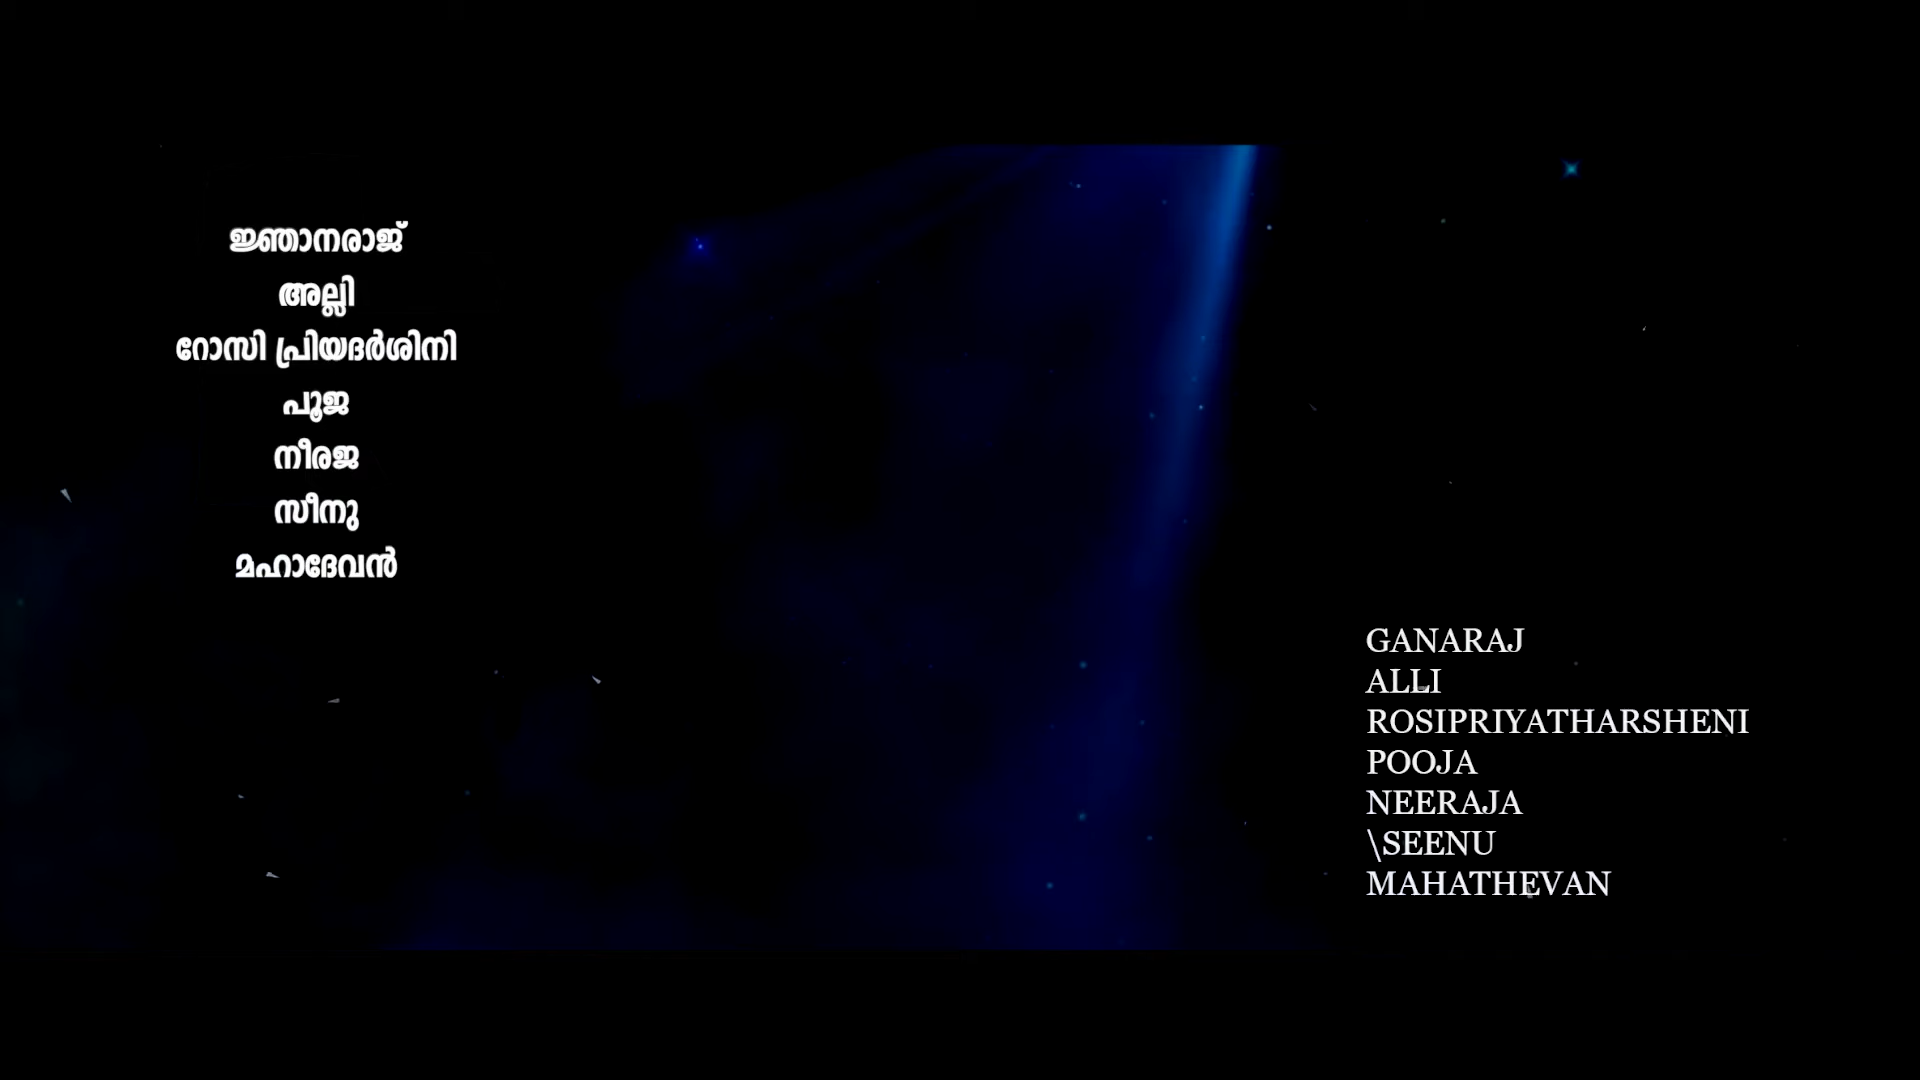 ജ്ഞാനരാജ്
അല്ലി
റോസി പ്രിയദർശിനി
പൂജ
നീരജ
സീനു
മഹാദേവൻ
GANARAJ
ALLI
ROSIPRIYATHARSHENI
POOJA
NEERAJA
\SEENU
MAHATHEVAN